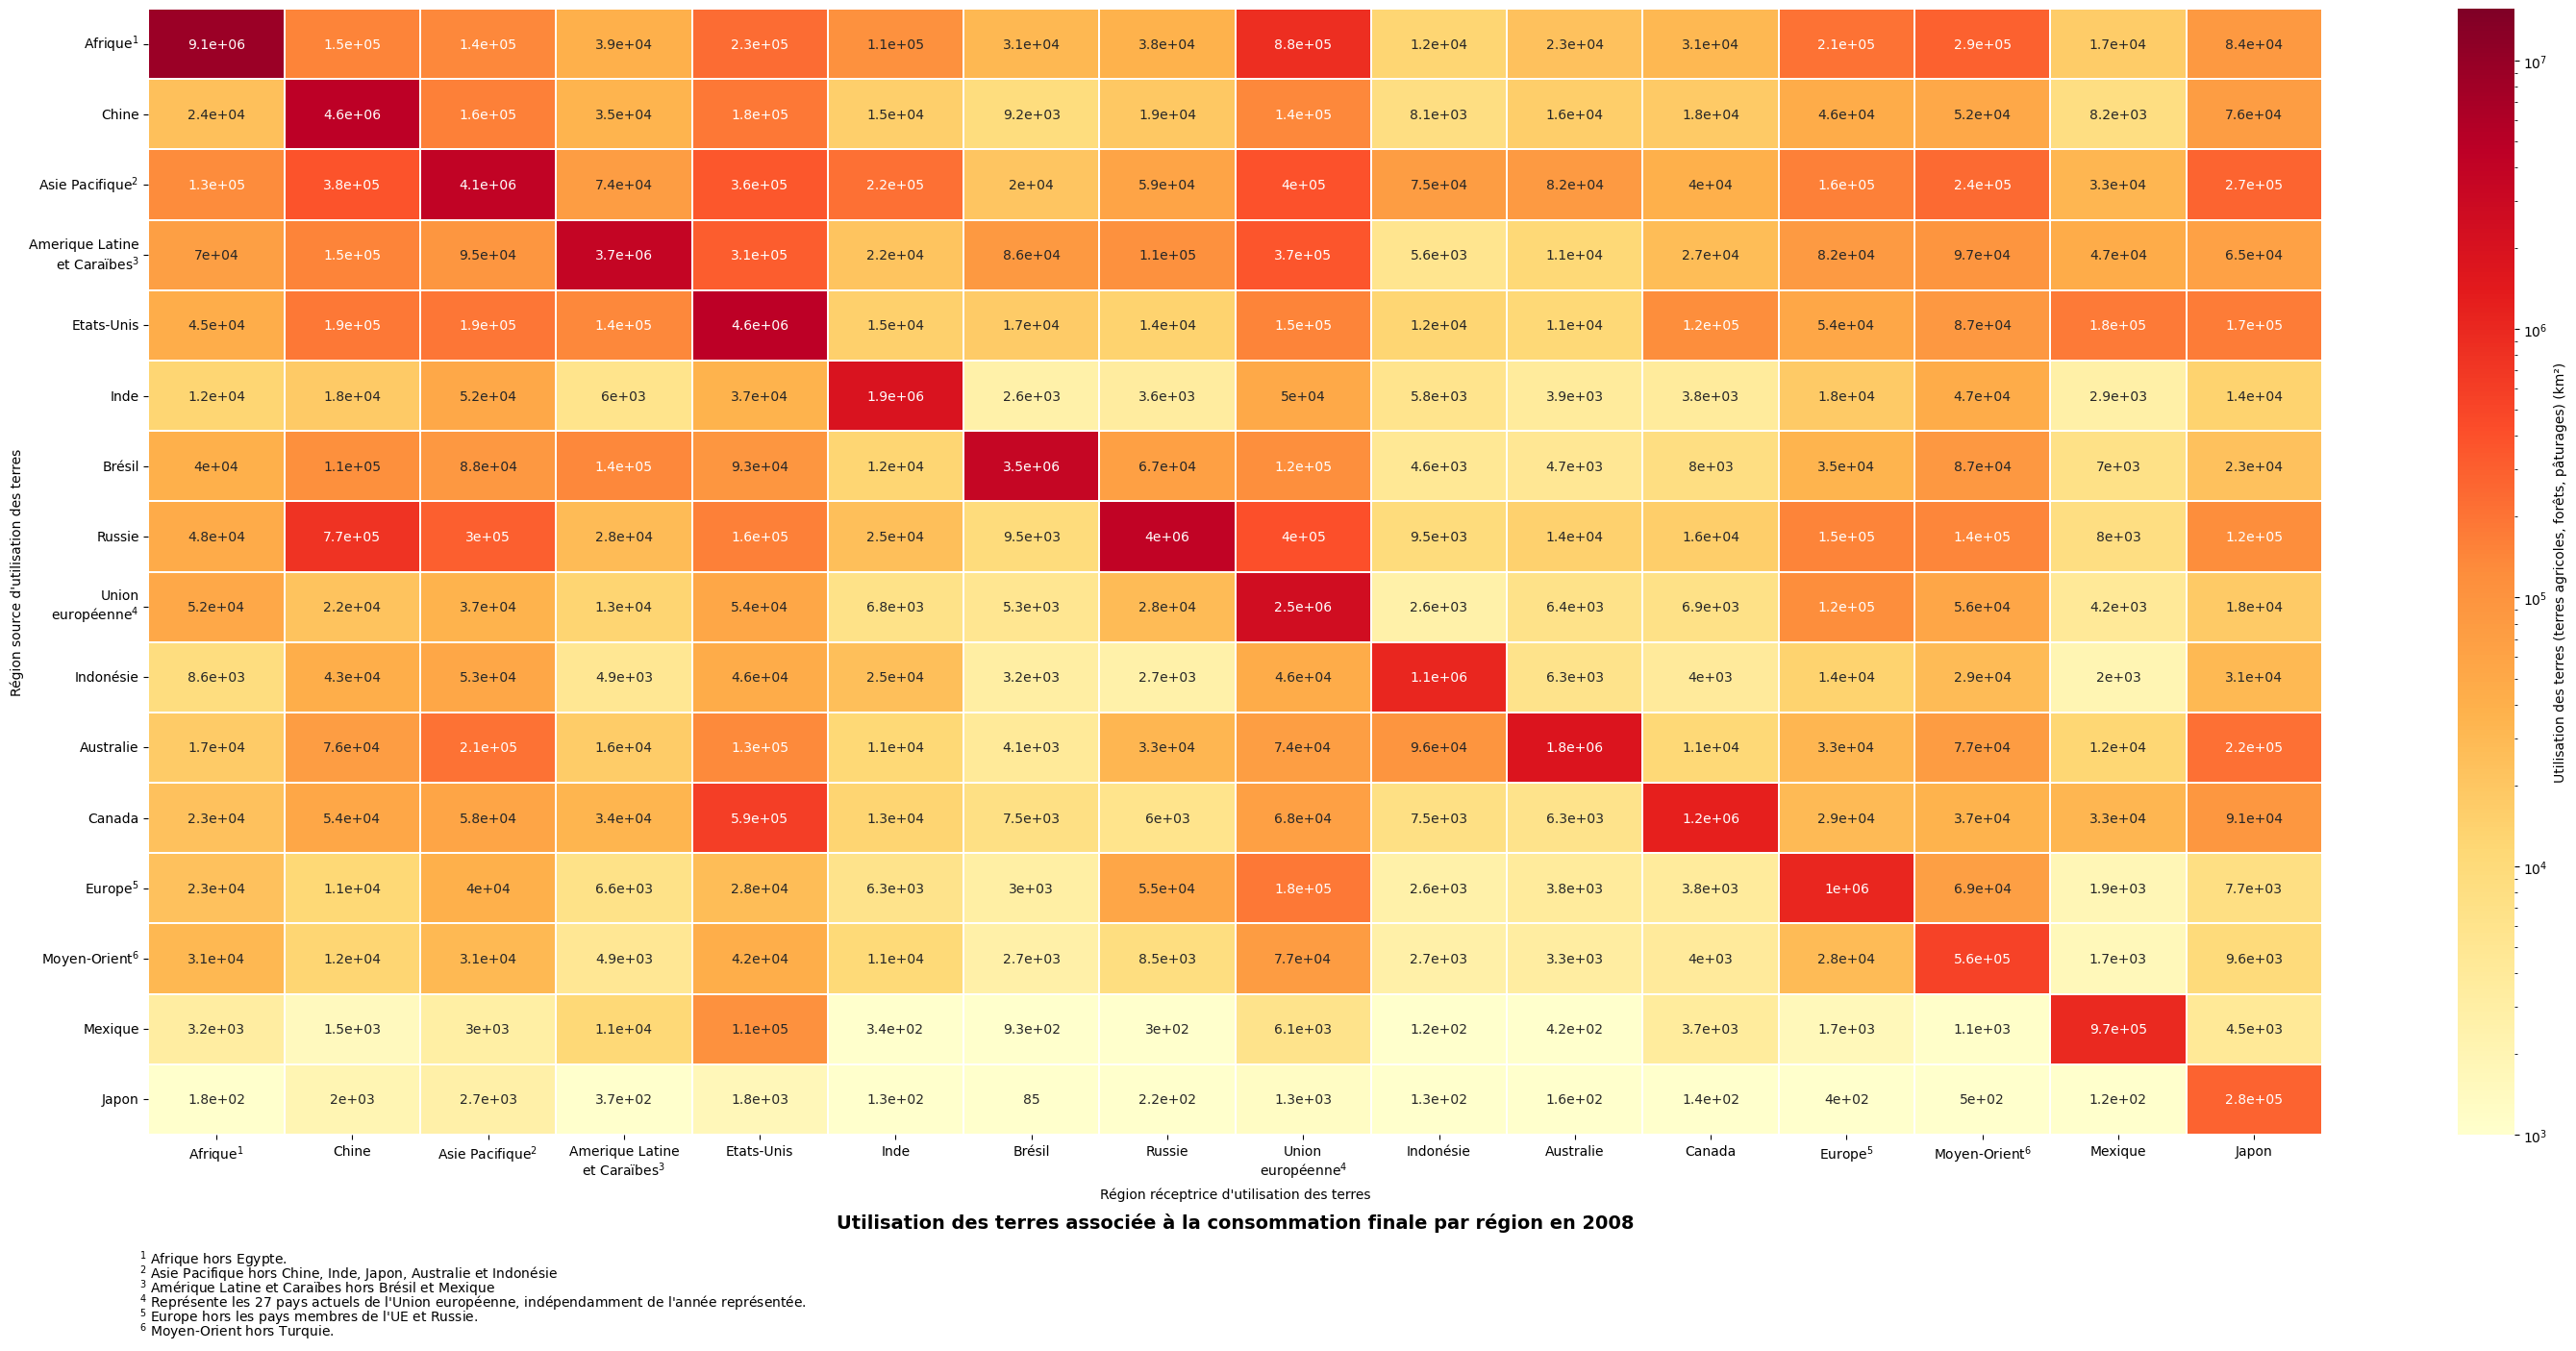 Afrique¹ 9.1e+06 1.5e+05 1.4e+05 3.9e+04 2.3e+05 1.1e+05 3.1e+04 3.8e+04 8.8e+05 1.2e+04 2.3e+04 3.1e+04 2.1e+05 2.9e+05 1.7e+04 8.4e+04
Chine 2.4e+04 4.6e+06 1.6e+05 3.5e+04 1.8e+05 1.5e+04 9.2e+03 1.9e+04 1.4e+05 8.1e+03 1.6e+04 1.8e+04 4.6e+04 5.2e+04 8.2e+03 7.6e+04
Asie Pacifique² 1.3e+05 3.8e+05 4.1e+06 7.4e+04 3.6e+05 2.2e+05 2e+04 5.9e+04 4e+05 7.5e+04 8.2e+04 4e+04 1.6e+05 2.4e+05 3.3e+04 2.7e+05
Amerique Latine
et Caraïbes³ 7e+04 1.5e+05 9.5e+04 3.7e+06 3.1e+05 2.2e+04 8.6e+04 1.1e+05 3.7e+05 5.6e+03 1.1e+04 2.7e+04 8.2e+04 9.7e+04 4.7e+04 6.5e+04
Etats-Unis 4.5e+04 1.9e+05 1.9e+05 1.4e+05 4.6e+06 1.5e+04 1.7e+04 1.4e+04 1.5e+05 1.2e+04 1.1e+04 1.2e+05 5.4e+04 8.7e+04 1.8e+05 1.7e+05
Inde 1.2e+04 1.8e+04 5.2e+04 6e+03 3.7e+04 1.9e+06 2.6e+03 3.6e+03 5e+04 5.8e+03 3.9e+03 3.8e+03 1.8e+04 4.7e+04 2.9e+03 1.4e+04
Brésil 4e+04 1.1e+05 8.8e+04 1.4e+05 9.3e+04 1.2e+04 3.5e+06 6.7e+04 1.2e+05 4.6e+03 4.7e+03 8e+03 3.5e+04 8.7e+04 7e+03 2.3e+04
Russie 4.8e+04 7.7e+05 3e+05 2.8e+04 1.6e+05 2.5e+04 9.5e+03 4e+06 4e+05 9.5e+03 1.4e+04 1.6e+04 1.5e+05 1.4e+05 8e+03 1.2e+05
Union
européenne⁴ 5.2e+04 2.2e+04 3.7e+04 1.3e+04 5.4e+04 6.8e+03 5.3e+03 2.8e+04 2.5e+06 2.6e+03 6.4e+03 6.9e+03 1.2e+05 5.6e+04 4.2e+03 1.8e+04
Indonésie 8.6e+03 4.3e+04 5.3e+04 4.9e+03 4.6e+04 2.5e+04 3.2e+03 2.7e+03 4.6e+04 1.1e+06 6.3e+03 4e+03 1.4e+04 2.9e+04 2e+03 3.1e+04
Australie 1.7e+04 7.6e+04 2.1e+05 1.6e+04 1.3e+05 1.1e+04 4.1e+03 3.3e+04 7.4e+04 9.6e+04 1.8e+06 1.1e+04 3.3e+04 7.7e+04 1.2e+04 2.2e+05
Canada 2.3e+04 5.4e+04 5.8e+04 3.4e+04 5.9e+05 1.3e+04 7.5e+03 6e+03 6.8e+04 7.5e+03 6.3e+03 1.2e+06 2.9e+04 3.7e+04 3.3e+04 9.1e+04
Europe⁵ 2.3e+04 1.1e+04 4e+04 6.6e+03 2.8e+04 6.3e+03 3e+03 5.5e+04 1.8e+05 2.6e+03 3.8e+03 3.8e+03 1e+06 6.9e+04 1.9e+03 7.7e+03
Moyen-Orient⁶ 3.1e+04 1.2e+04 3.1e+04 4.9e+03 4.2e+04 1.1e+04 2.7e+03 8.5e+03 7.7e+04 2.7e+03 3.3e+03 4e+03 2.8e+04 5.6e+05 1.7e+03 9.6e+03
Mexique 3.2e+03 1.5e+03 3e+03 1.1e+04 1.1e+05 3.4e+02 9.3e+02 3e+02 6.1e+03 1.2e+02 4.2e+02 3.7e+03 1.7e+03 1.1e+03 9.7e+05 4.5e+03
Japon 1.8e+02 2e+03 2.7e+03 3.7e+02 1.8e+03 1.3e+02 85 2.2e+02 1.3e+03 1.3e+02 1.6e+02 1.4e+02 4e+02 5e+02 1.2e+02 2.8e+05
Afrique¹ Chine Asie Pacifique² Amerique Latine Etats-Unis Inde Brésil Russie Union Indonésie Australie Canada Europe⁵ Moyen-Orient⁶ Mexique Japon
et Caraïbes³ européenne⁴
Région source d'utilisation des terres
Région réceptrice d'utilisation des terres
10⁷
10⁶
10⁵
10⁴
10³
Utilisation des terres (terres agricoles, forêts, pâturages) (km²)
Utilisation des terres associée à la consommation finale par région en 2008
¹ Afrique hors Egypte.
² Asie Pacifique hors Chine, Inde, Japon, Australie et Indonésie
³ Amérique Latine et Caraïbes hors Brésil et Mexique
⁴ Représente les 27 pays actuels de l'Union européenne, indépendamment de l'année représentée.
⁵ Europe hors les pays membres de l'UE et Russie.
⁶ Moyen-Orient hors Turquie.